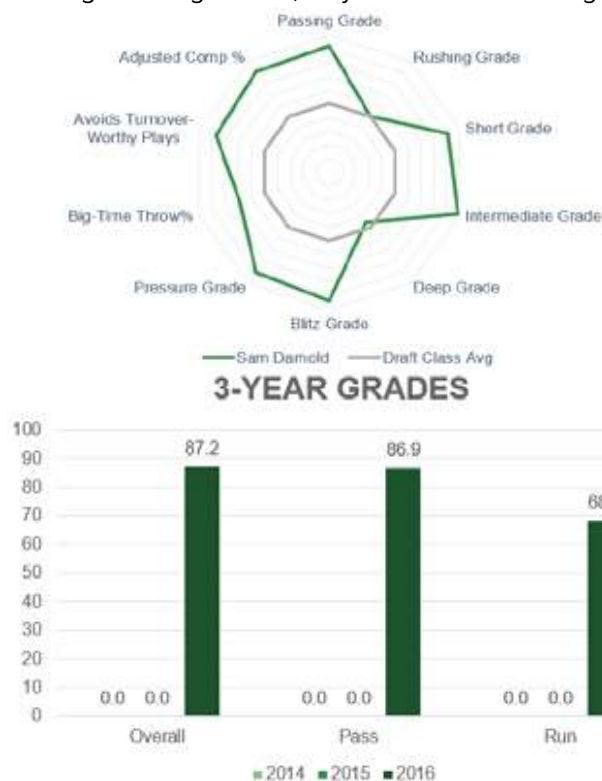 Passing Grade
Adjusted Comp %
Rushing Grade
Avoids Turnover-
Worthy Plays
Short Grade
Big-Time Throw%
Intermediate Grade
Pressure Grade
Deep Grade
Blitz Grade
Sam Darnold Draft Class Avg
3-YEAR GRADES
100
90
80
70
60
50
40
30
20
10
0
87.2
86.9
68
0.0 0.0
0.0 0.0
0.0 0.0
Overall Pass Run
2014 2015 2016